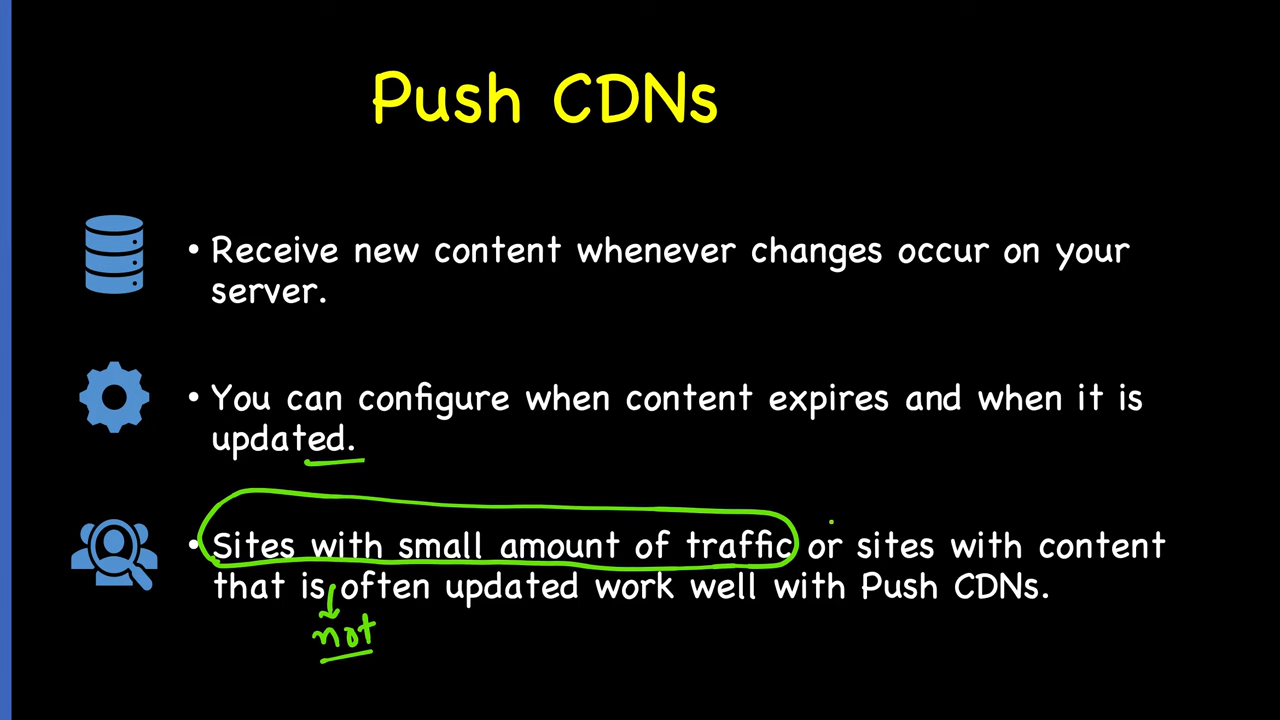 Push CDNs
• Receive new content whenever changes occur on your
server.
• You can configure when content expires and when it is
updated.
• Sites with small amount of traffic or sites with content
that is often updated work well with Push CDNs.
not